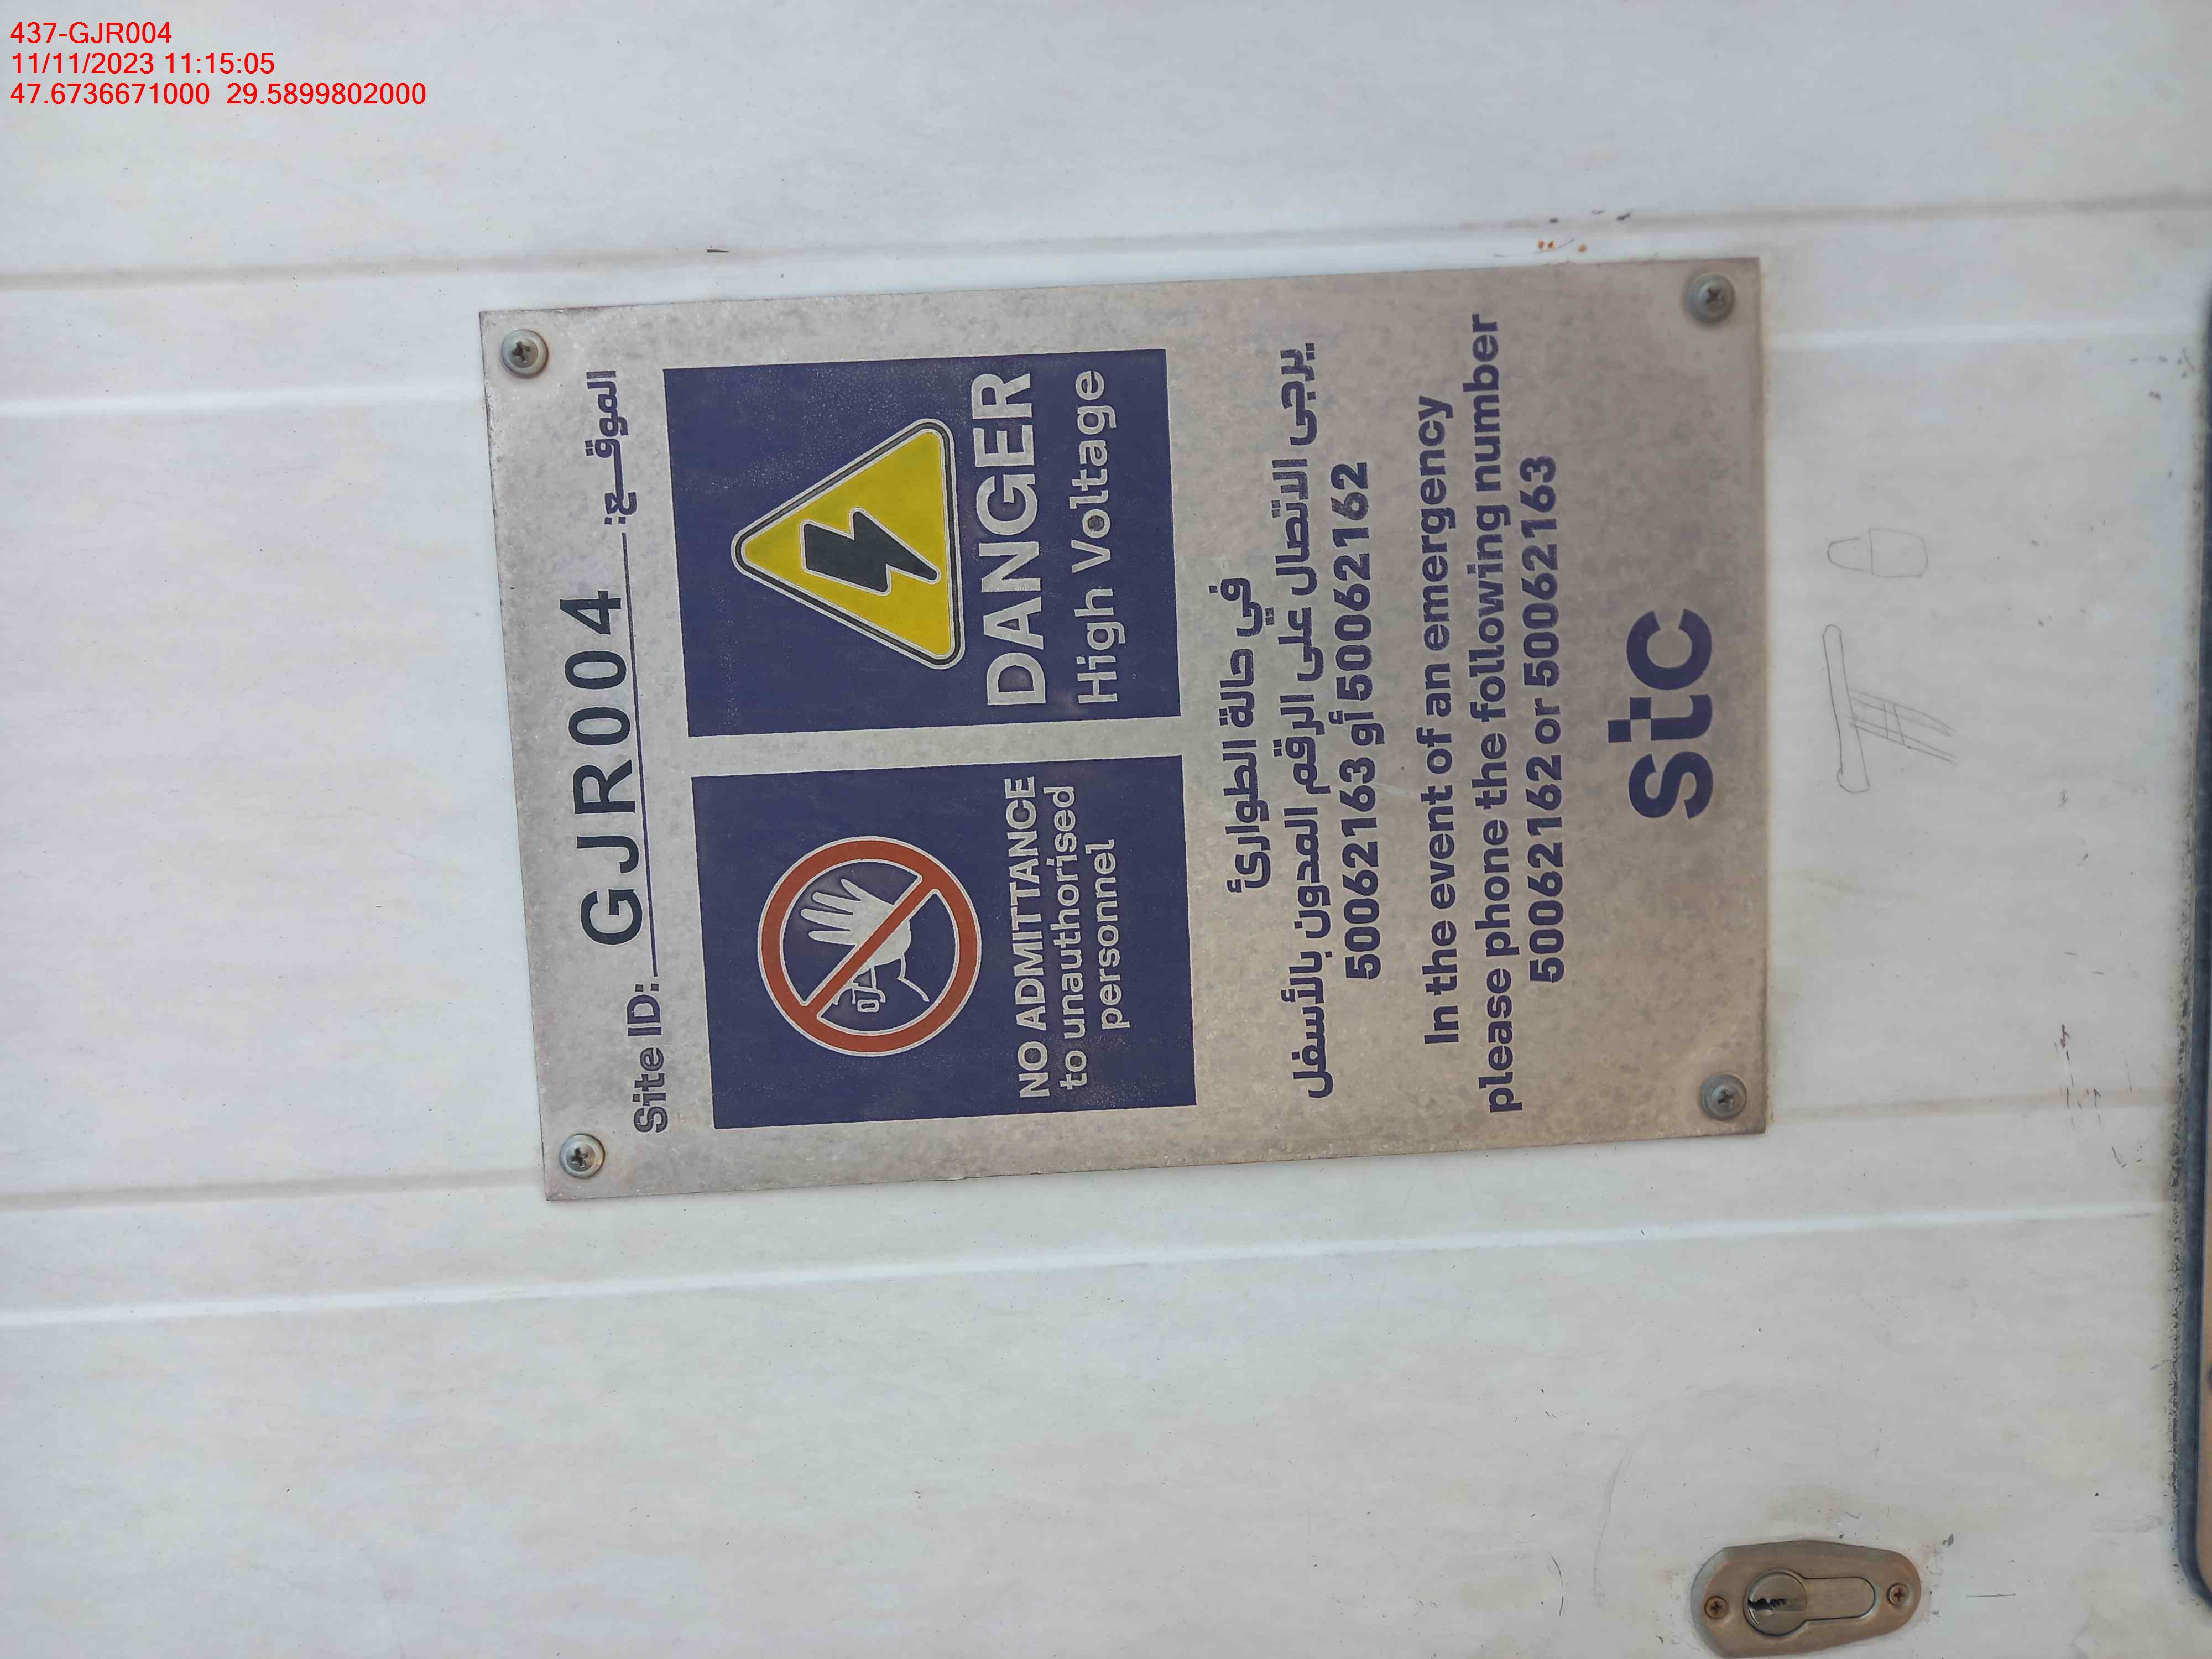 437-GJR004
11/11/2023 11:15:05
47.6736671000 29.5899802000
Site ID: GJR004 الموقــع:
NO ADMITTANCE
to unauthorised
personnel
DANGER
High Voltage
في حالة الطوارئ
يرجى الاتصال على الرقم المدون بالأسفل
50062163 أو 50062162
In the event of an emergency
please phone the following number
50062162 or 50062163
stc